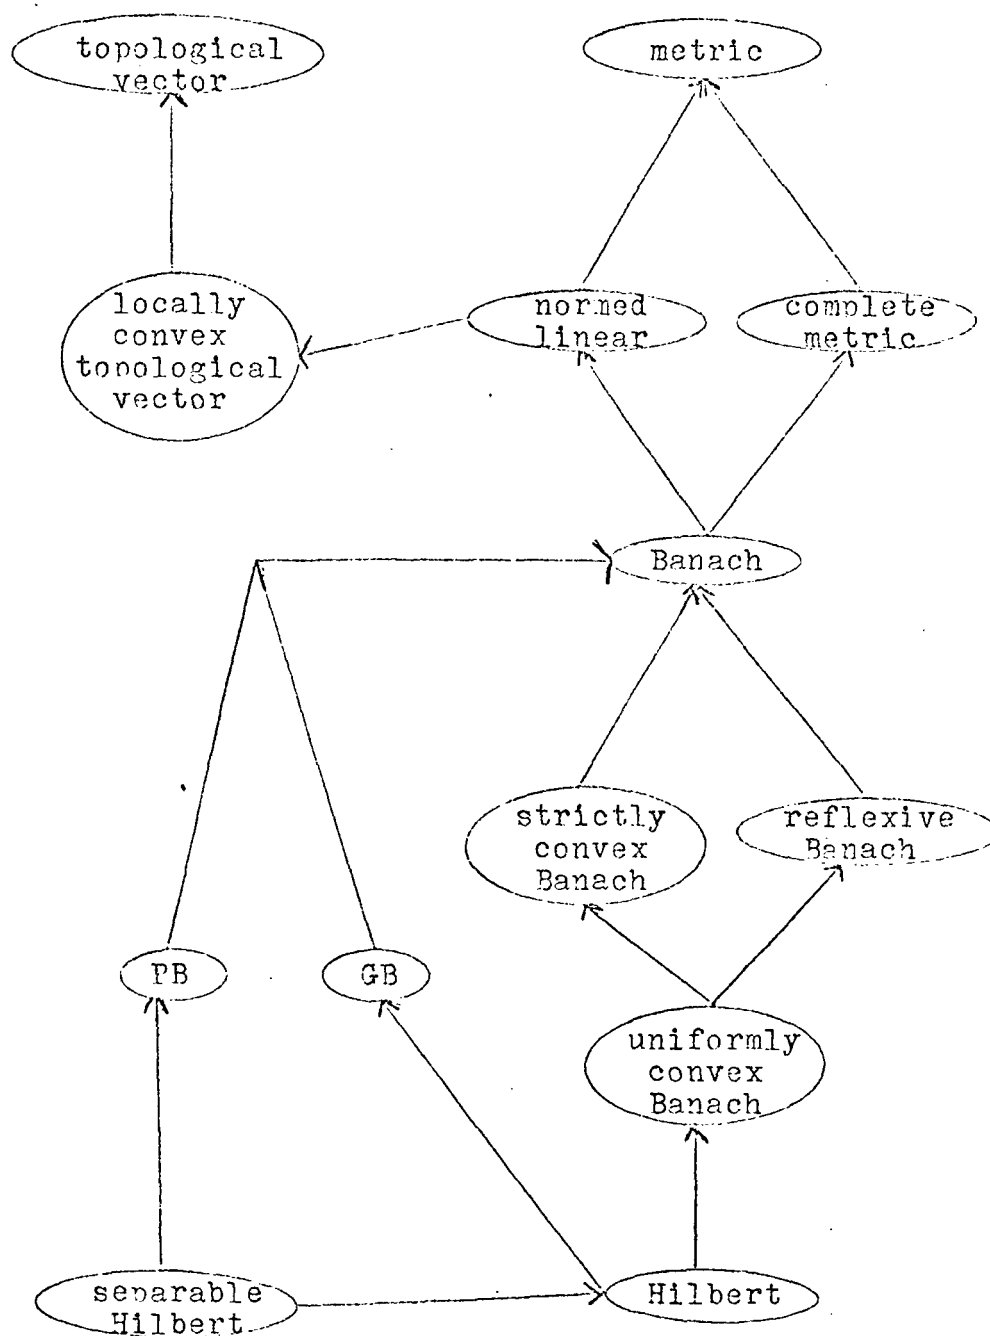 topological
vector
metric
locally
convex
topological
vector
normed
linear
complete
metric
Banach
strictly
convex
Banach
reflexive
Banach
PB
GB
uniformly
convex
Banach
separable
Hilbert
Hilbert